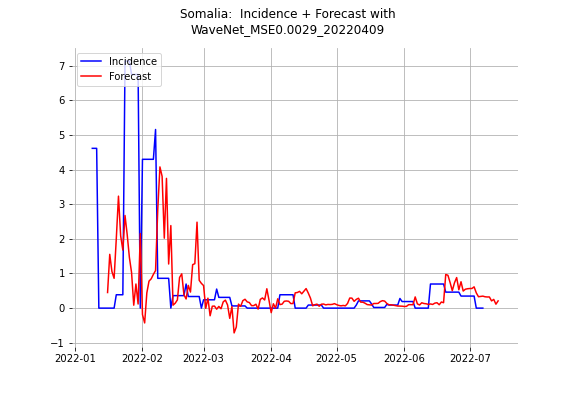 Somalia:  Incidence + Forecast with
WaveNet_MSE0.0029_20220409
Incidence
Forecast
7
6
5
4
3
2
1
0
−1
2022-01 2022-02 2022-03 2022-04 2022-05 2022-06 2022-07